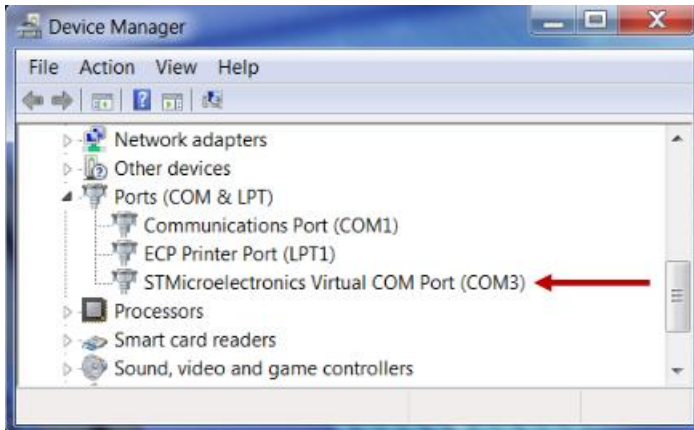 Device Manager
File Action View Help
Network adapters
Other devices
Ports (COM & LPT)
Communications Port (COM1)
ECP Printer Port (LPT1)
STMicroelectronics Virtual COM Port (COM3)
Processors
Smart card readers
Sound, video and game controllers